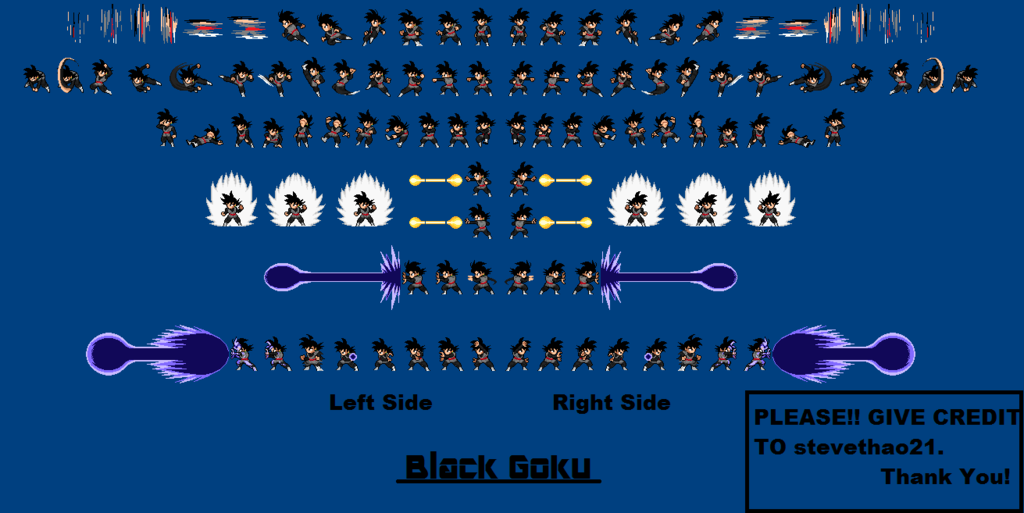 Left Side
Right Side
Black Goku
PLEASE!! GIVE CREDIT
TO stevethao21.
Thank You!